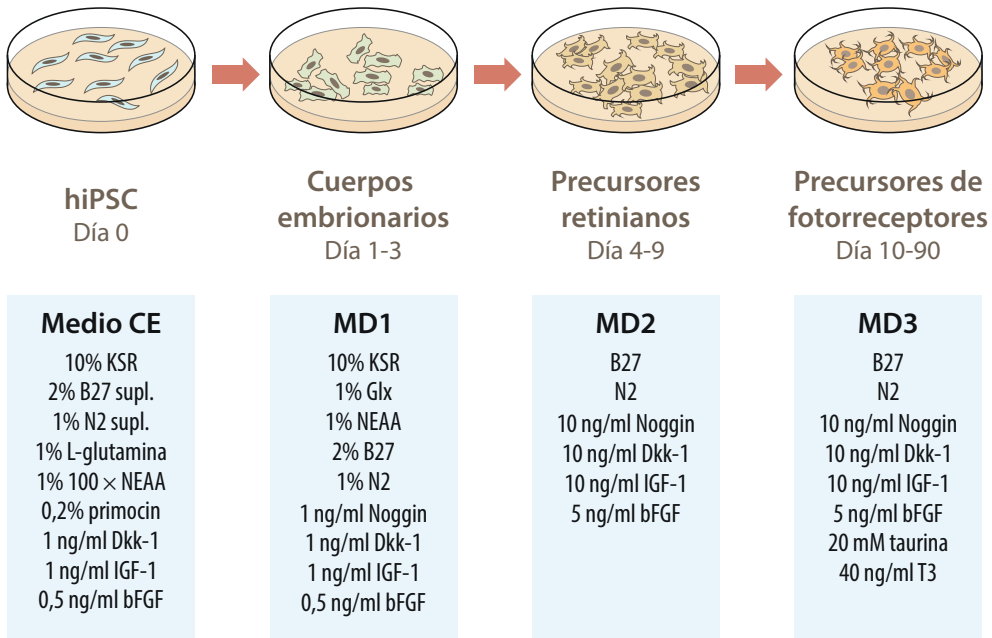 hiPSC
Día 0
Cuerpos
embrionarios
Día 1-3
Precursores
retinianos
Día 4-9
Precursores de
fotorreceptores
Día 10-90
Medio CE
10% KSR
2% B27 supl.
1% N2 supl.
1% L-glutamina
1% 100 × NEAA
0,2% primocin
1 ng/ml Dkk-1
1 ng/ml IGF-1
0,5 ng/ml bFGF
MD1
10% KSR
1% Glx
1% NEAA
2% B27
1% N2
1 ng/ml Noggin
1 ng/ml Dkk-1
1 ng/ml IGF-1
0,5 ng/ml bFGF
MD2
B27
N2
10 ng/ml Noggin
10 ng/ml Dkk-1
10 ng/ml IGF-1
5 ng/ml bFGF
MD3
B27
N2
10 ng/ml Noggin
10 ng/ml Dkk-1
10 ng/ml IGF-1
5 ng/ml bFGF
20 mM taurina
40 ng/ml T3